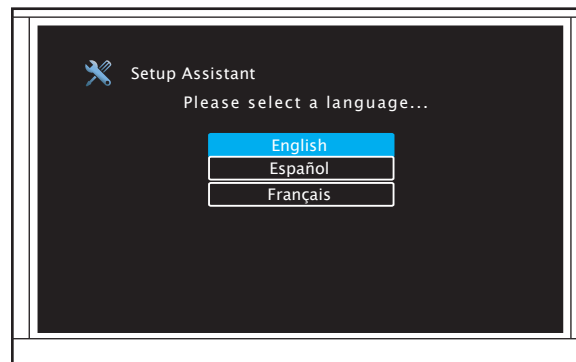 Setup Assistant
Please select a language...
English
Español
Français